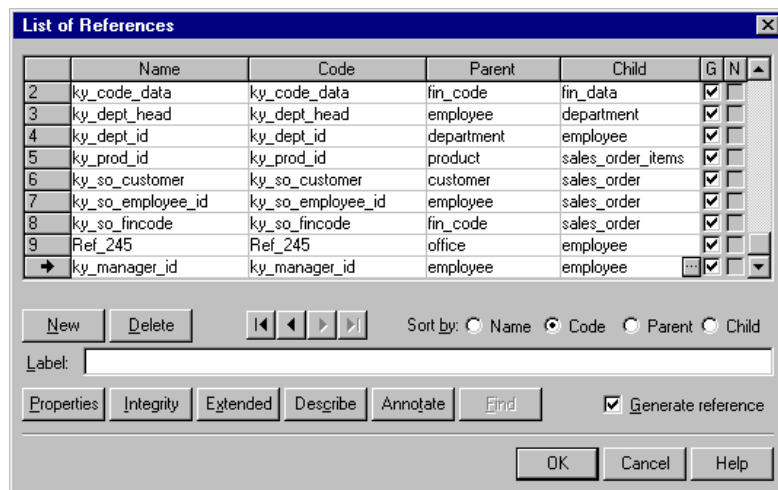 List of References
Name Code Parent Child G N
2 ky_code_data ky_code_data fin_code fin_data
3 ky_dept_head ky_dept_head employee department
4 ky_dept_id ky_dept_id department employee
5 ky_prod_id ky_prod_id product sales_order_items
6 ky_so_customer ky_so_customer customer sales_order
7 ky_so_employee_id ky_so_employee_id employee sales_order
8 ky_so_fincode ky_so_fincode fin_code sales_order
9 Ref_245 Ref_245 office employee
ky_manager_id ky_manager_id employee employee ...
New Delete Sort by: Name Code Parent Child
Label:
Properties Integrity Extended Describe Annotate Find Generate reference
OK Cancel Help